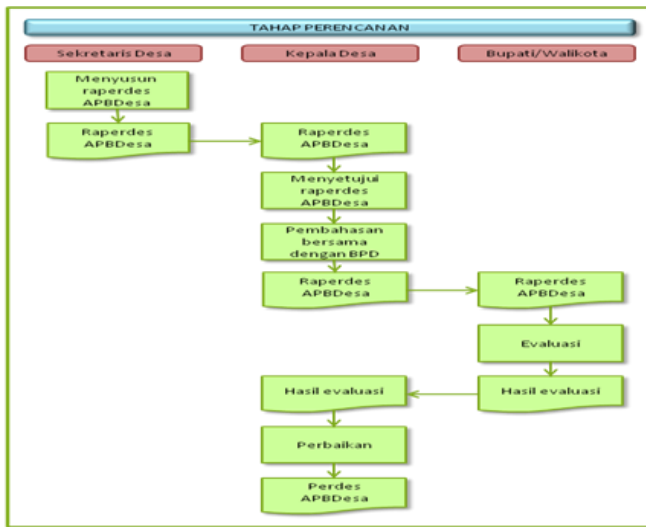 TAHAP PERENCANAN
Sekretaris Desa
Kepala Desa
Bupati/Walikota
Menyusun
raperdes
APBDesa
Raperdes
APBDesa
Raperdes
APBDesa
Menyetujui
raperdes
APBDesa
Pembahasan
bersama
dengan BPD
Raperdes
APBDesa
Raperdes
APBDesa
Evaluasi
Hasil evaluasi
Hasil evaluasi
Perbaikan
Perdes
APBDesa